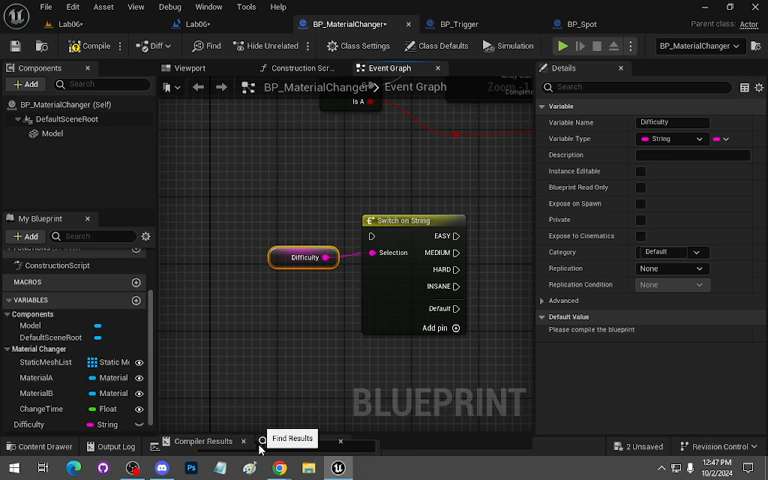 File Edit Asset View Debug Window Tools Help
Lab06• Lab06• BP_MaterialChanger• BP_Trigger BP_Spot Parent class: Actor
Compile Diff Find Hide Unrelated Class Settings Class Defaults Simulation BP_MaterialChanger
Components Viewport Construction Scr... Event Graph Details
Add Search BP_MaterialChanger > Event Graph Zoom -1 Search
BP_MaterialChanger (Self)
DefaultSceneRoot
Model
Is A
Complete
Variable
Variable Name Difficulty
Variable Type String
Description
Instance Editable
Blueprint Read Only
Expose on Spawn
Private
Expose to Cinematics
Category Default
Replication None
Replication Condition None
Advanced
Default Value
Please compile the blueprint
My Blueprint
Add Search
ConstructionScript
MACROS
VARIABLES
Components
Model
DefaultSceneRoot
Material Changer
StaticMeshList Static M
MaterialA Material
MaterialB Material
ChangeTime Float
Difficulty String
Difficulty
Switch on String
EASY
Selection MEDIUM
HARD
INSANE
Default
Add pin
BLUEPRINT
Find Results
Content Drawer Output Log Compiler Results 2 Unsaved Revision Control
12:47 PM
10/2/2024